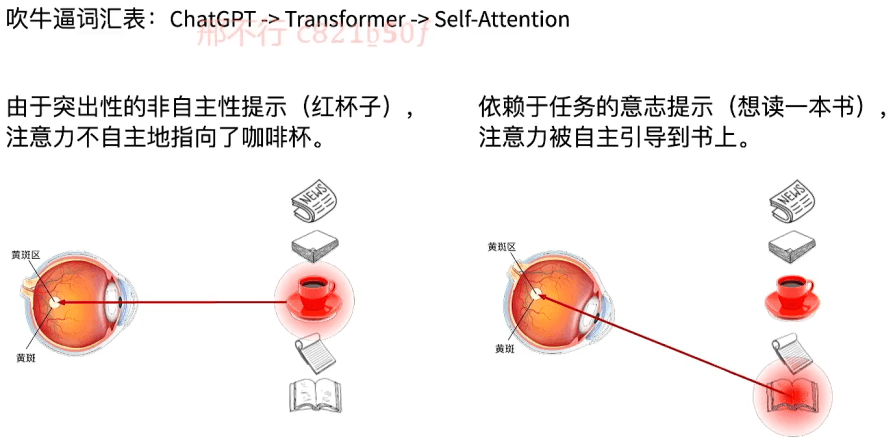 吹牛逼词汇表：ChatGPT -> Transformer -> Self-Attention
邢不行
由于突出性的非自主性提示（红杯子），
注意力不自主地指向了咖啡杯。
依赖于任务的意志提示（想读一本书），
注意力被自主引导到书上。
NEWS
黄斑区
黄斑
NEWS
黄斑区
黄斑